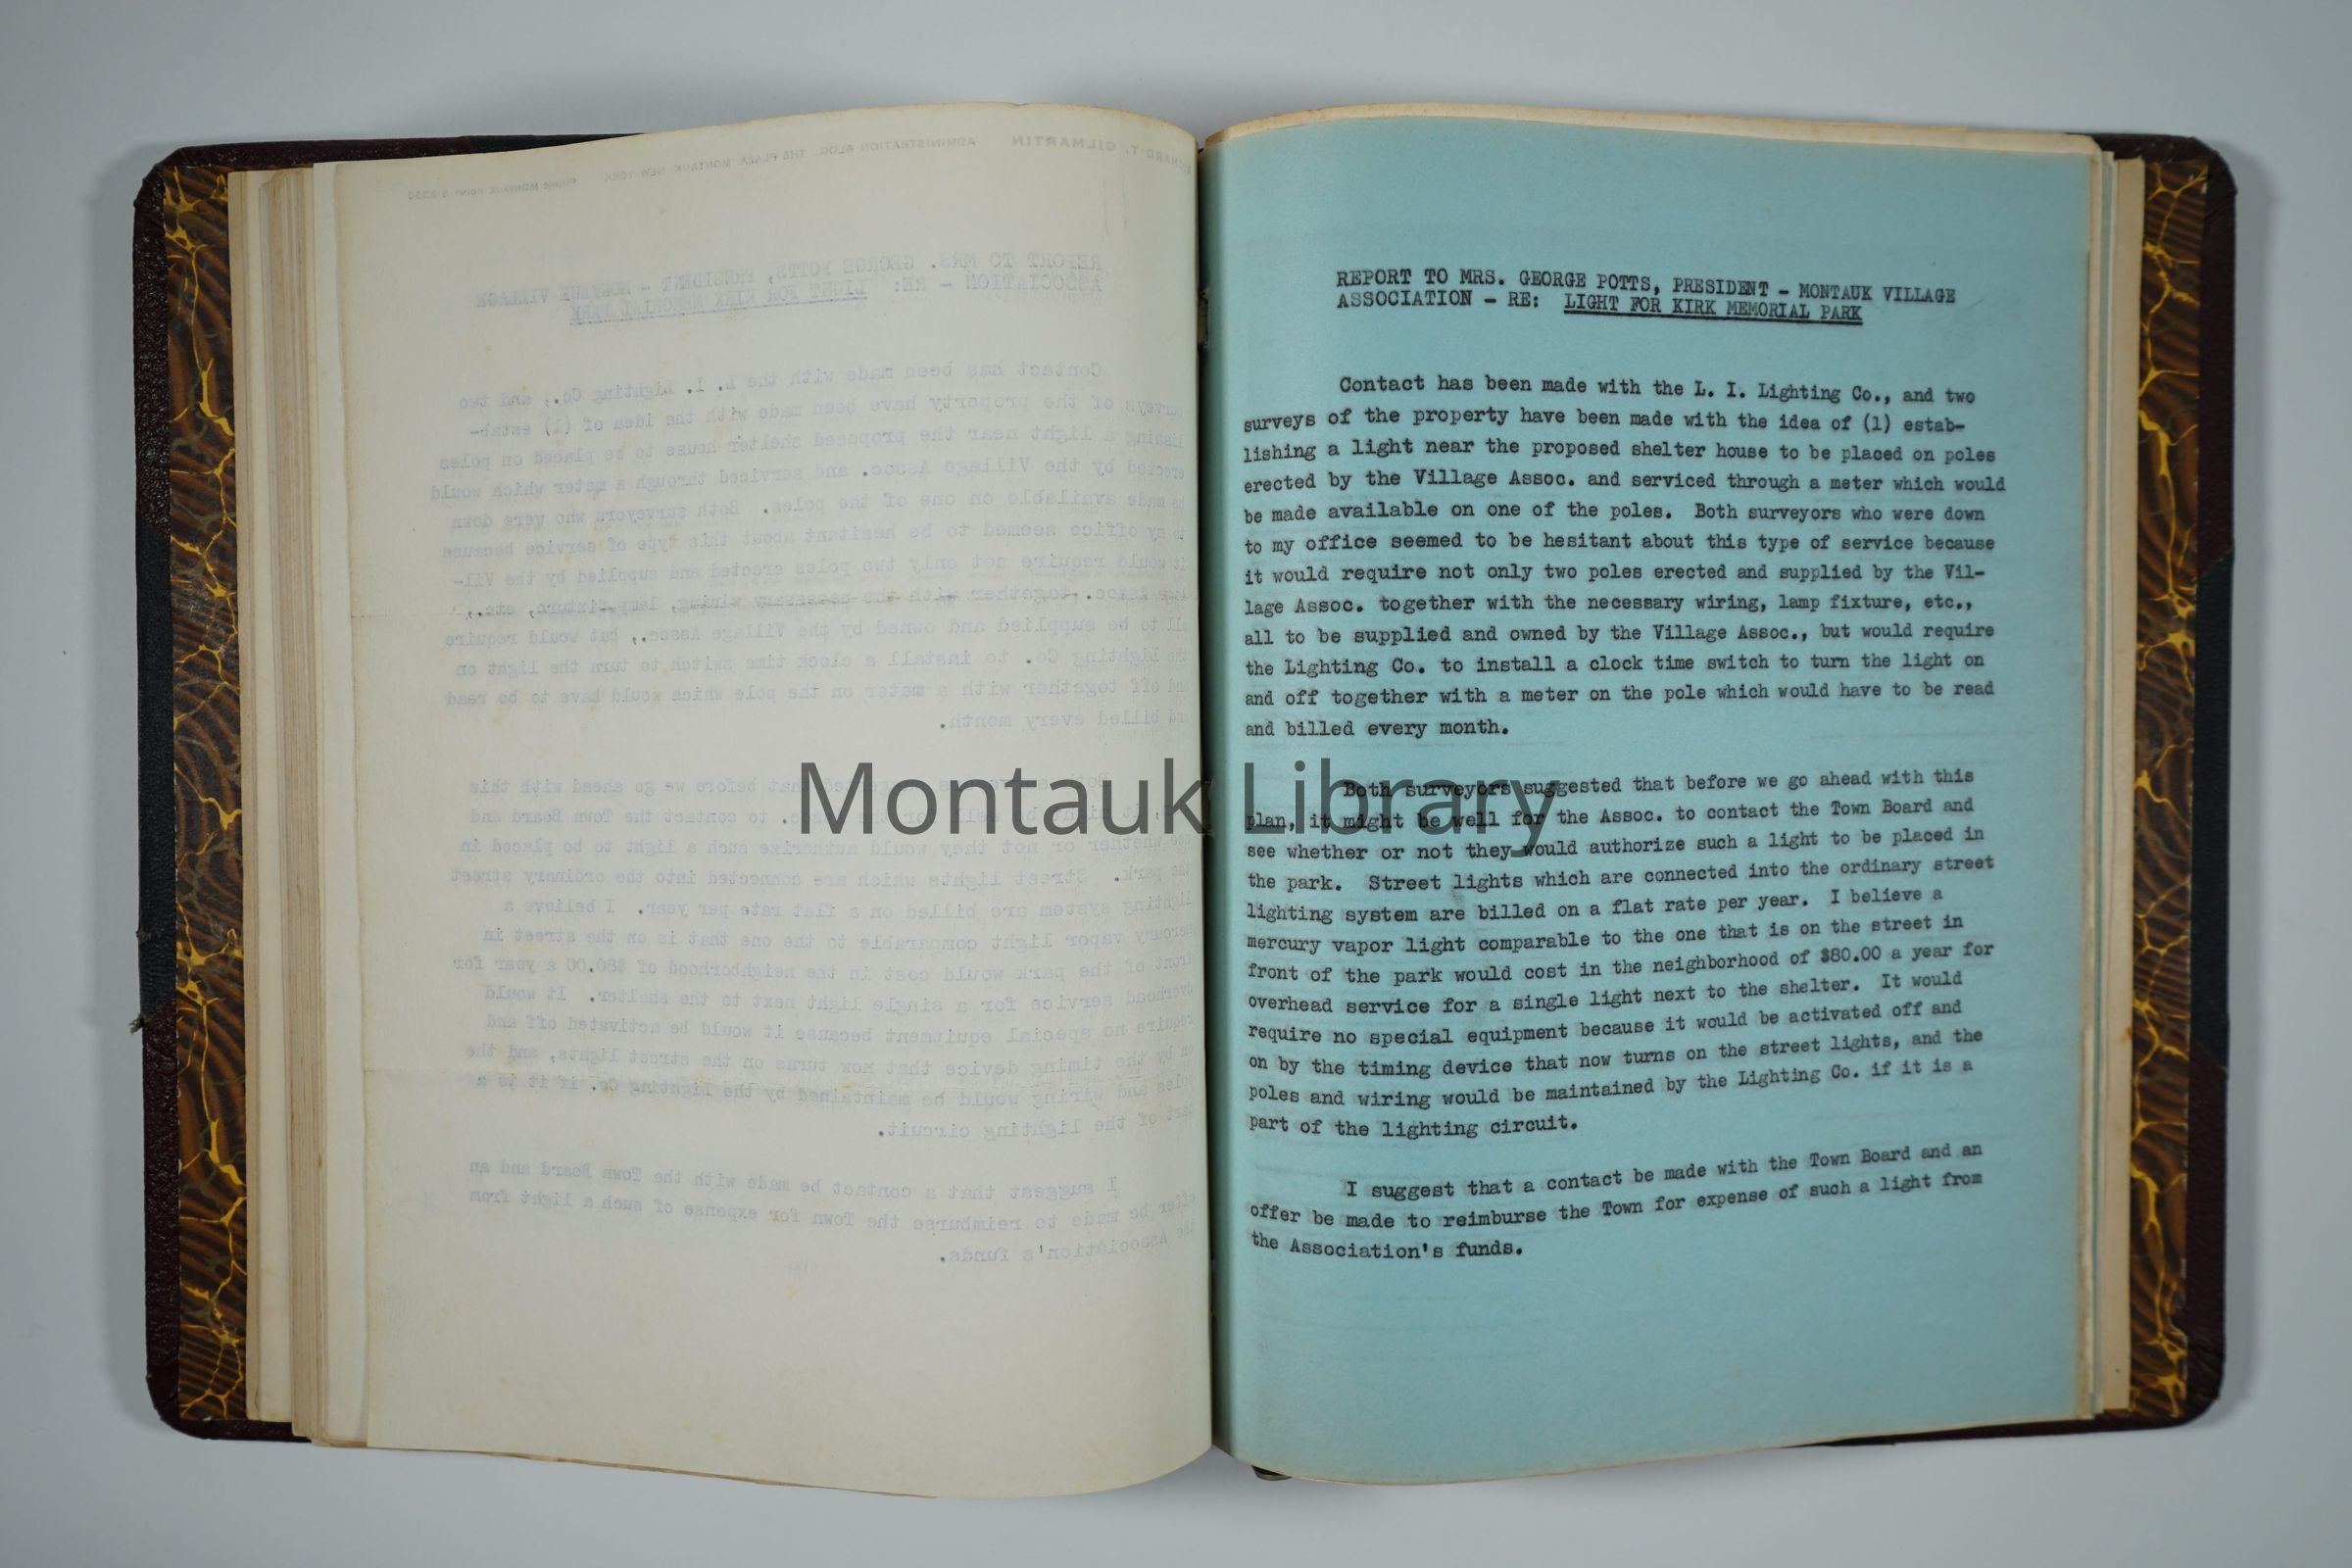 RICHARD T. GILMARTIN ADMINISTRATION BLDG., THE PLAZA, MONTAUK, NEW YORK
REPORT TO MRS. GEORGE POTTS, PRESIDENT - MONTAUK VILLAGE
ASSOCIATION - RE: LIGHT FOR KIRK MEMORIAL PARK
Contact has been made with the L. I. Lighting Co., and two
surveys of the property have been made with the idea of (1) estab-
lishing a light near the proposed shelter house to be placed on poles
erected by the Village Assoc. and serviced through a meter which would
be made available on one of the poles. Both surveyors who were down
to my office seemed to be hesitant about this type of service because
it would require not only two poles erected and supplied by the Vil-
lage Assoc. together with the necessary wiring, lamp fixture, etc.,
all to be supplied and owned by the Village Assoc., but would require
the Lighting Co. to install a clock time switch to turn the light on
and off together with a meter on the pole which would have to be read
and billed every month.
Both surveyors suggested that before we go ahead with this
plan, it might be well for the Assoc. to contact the Town Board and
see whether or not they would authorize such a light to be placed in
the park. Street lights which are connected into the ordinary street
lighting system are billed on a flat rate per year. I believe a
mercury vapor light comparable to the one that is on the street in
front of the park would cost in the neighborhood of $80.00 a year for
overhead service for a single light next to the shelter. It would
require no special equipment because it would be activated off and
on by the timing device that now turns on the street lights, and the
poles and wiring would be maintained by the Lighting Co. if it is a
part of the lighting circuit.
I suggest that a contact be made with the Town Board and an
offer be made to reimburse the Town for expense of such a light from
the Association's funds.
Montauk Library